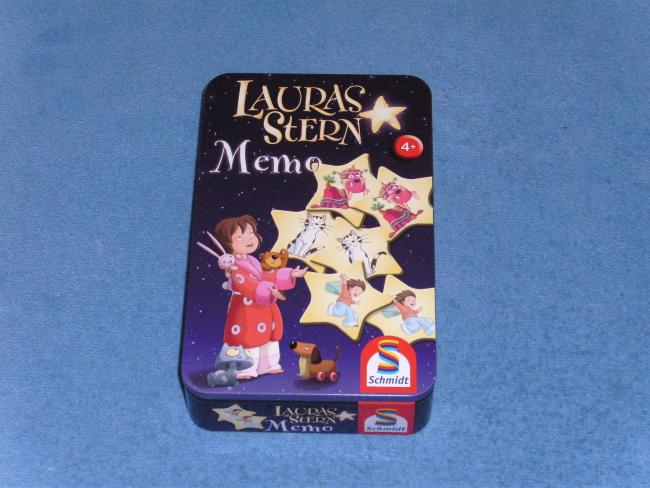 LAURAS
STERN
Memo
4+
S
Schmidt
LAURAS
STERN
Memo
S
Schmidt